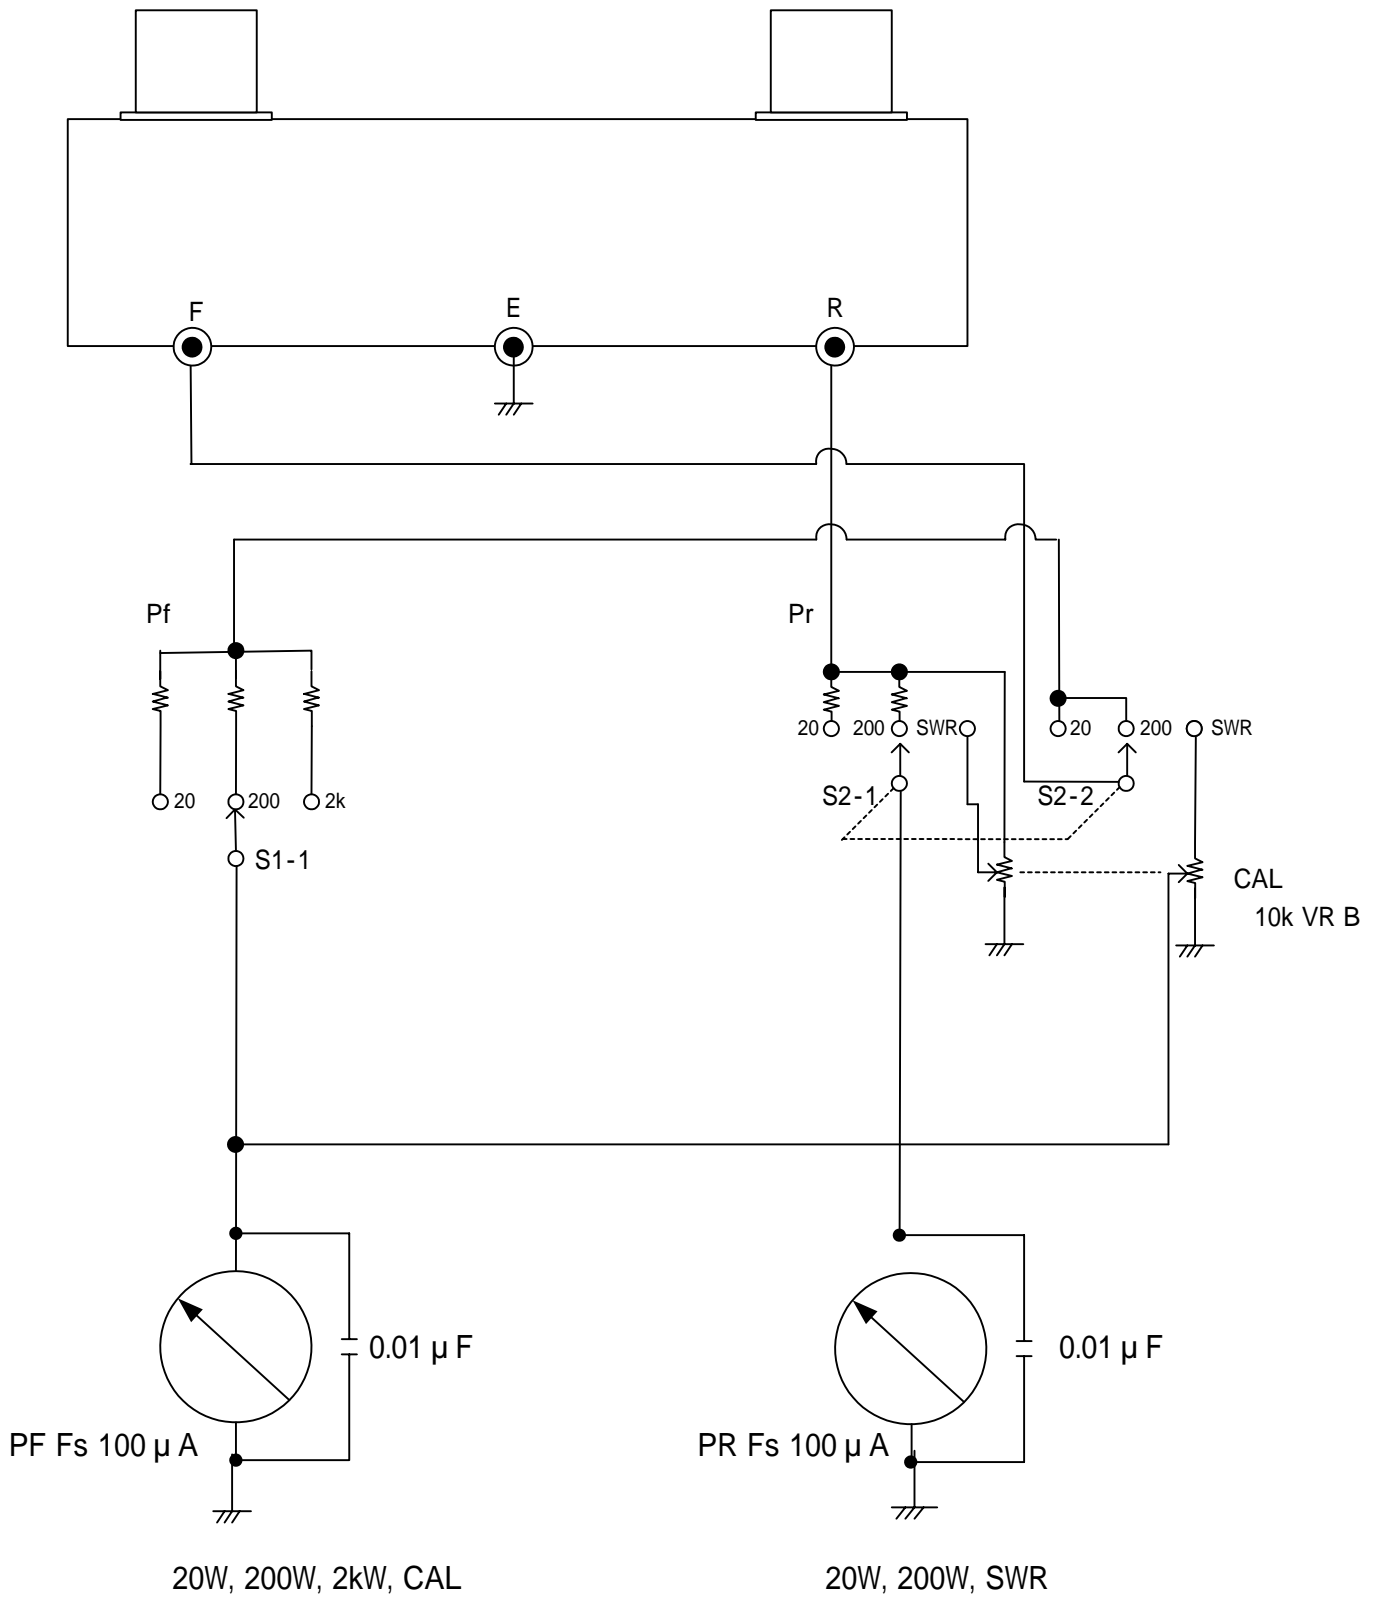 F
E
R
Pf
Pr
20
200
SWR
20
200
SWR
S2-1
S2-2
20
200
2k
S1-1
CAL
10k VR B
0.01 μ F
0.01 μ F
PF Fs 100 μ A
PR Fs 100 μ A
20W, 200W, 2kW, CAL
20W, 200W, SWR